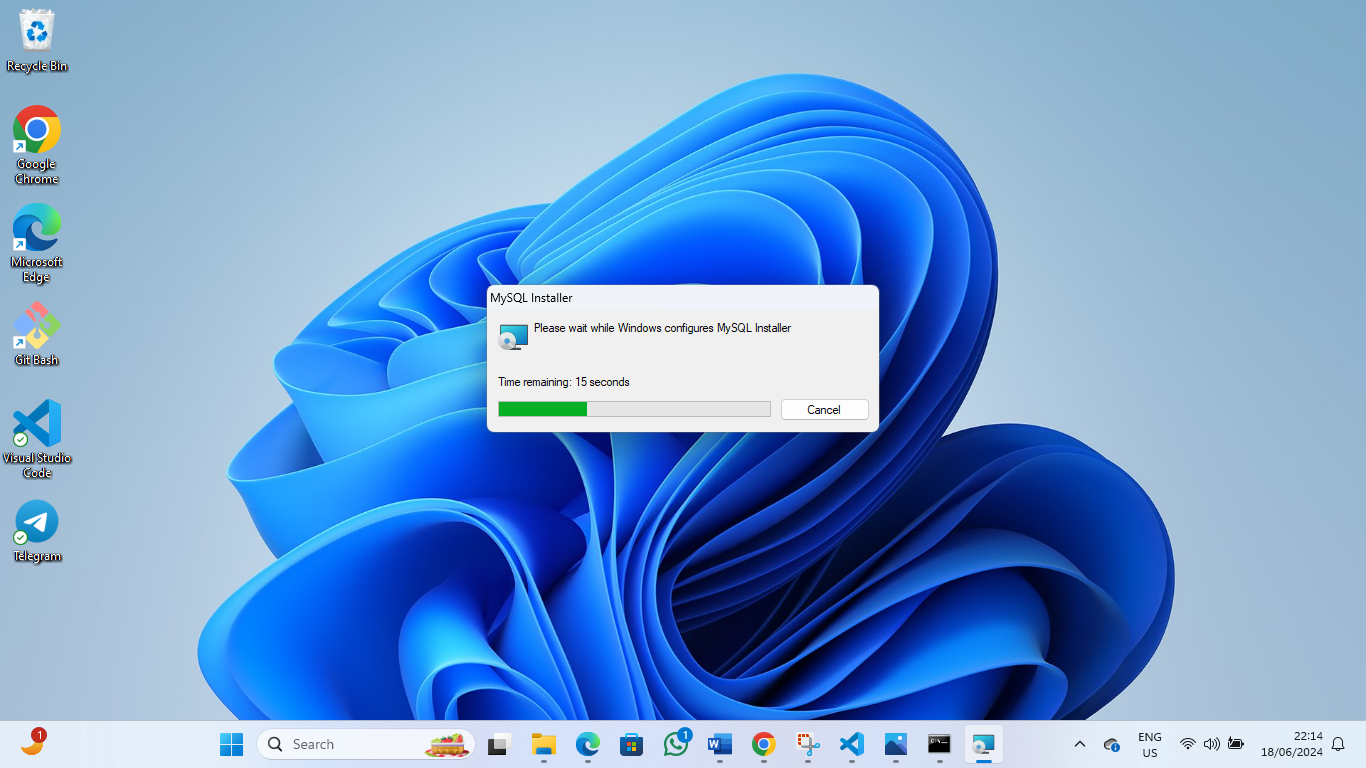 Recycle Bin
Google
Chrome
Microsoft
Edge
Git Bash
Visual Studio
Code
Telegram
MySQL Installer
Please wait while Windows configures MySQL Installer
Time remaining: 15 seconds
Cancel
1
Search
1
ENG
US
22:14
18/06/2024